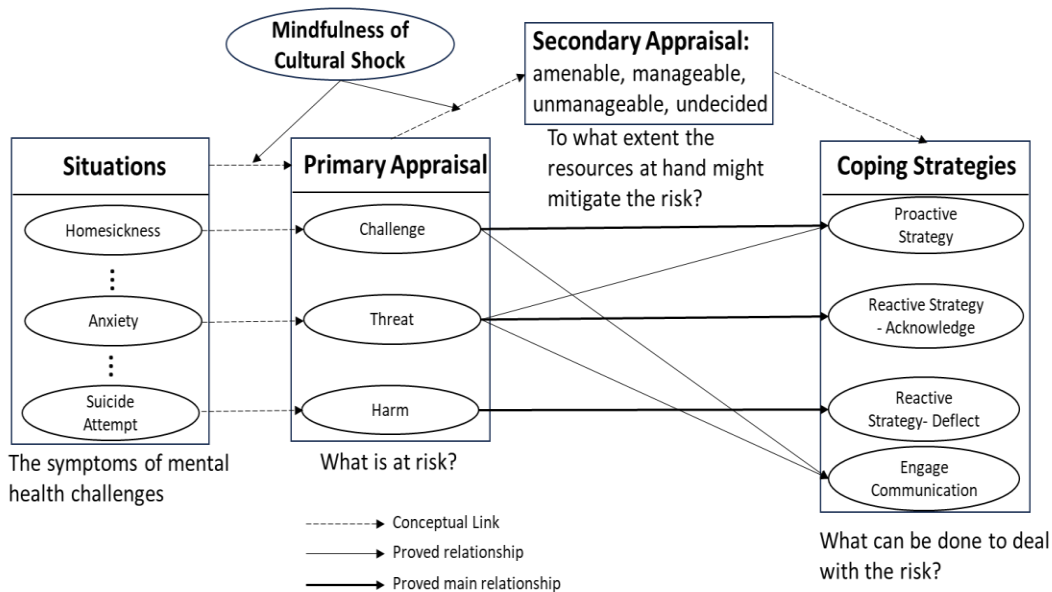 Mindfulness of
Cultural Shock
Secondary Appraisal:
amenable, manageable,
unmanageable, undecided
To what extent the
resources at hand might
mitigate the risk?
Situations
Homesickness
Anxiety
Suicide
Attempt
The symptoms of mental
health challenges
Primary Appraisal
Challenge
Threat
Harm
What is at risk?
Coping Strategies
Proactive
Strategy
Reactive Strategy
- Acknowledge
Reactive
Strategy- Deflect
Engage
Communication
What can be done to deal
with the risk?
Conceptual Link
Proved relationship
Proved main relationship